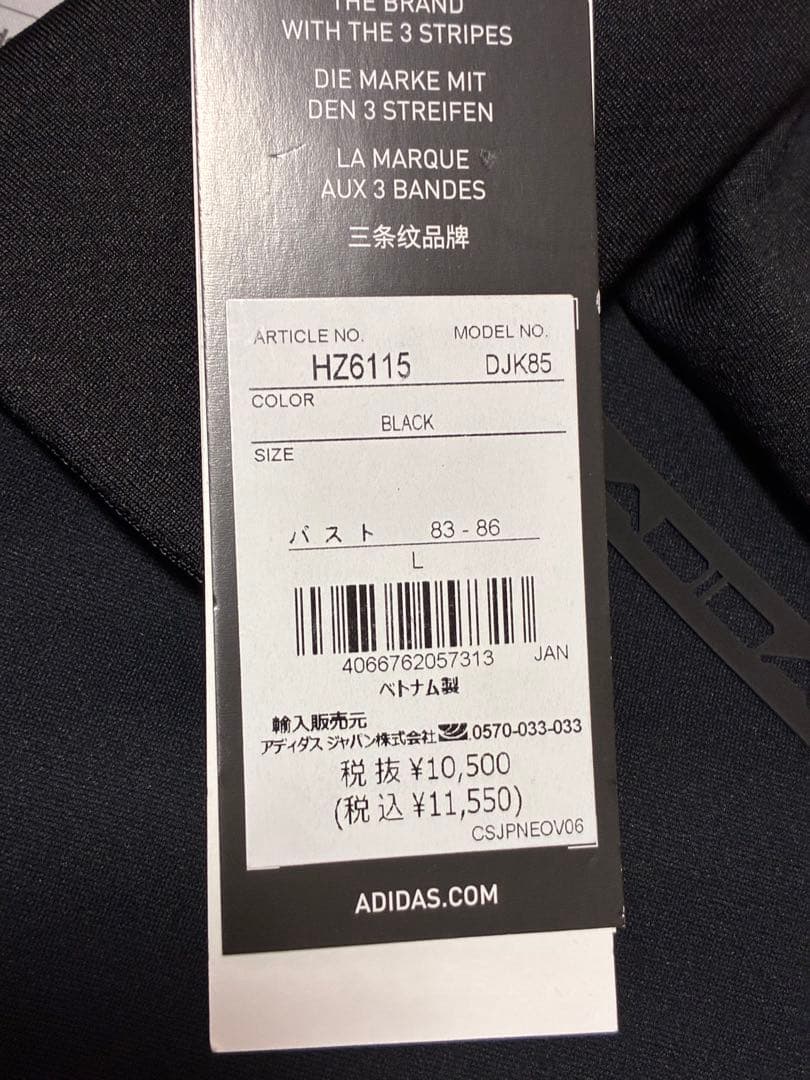 THE BRAND
WITH THE 3 STRIPES
DIE MARKE MIT
DEN 3 STREIFEN
LA MARQUE
AUX 3 BANDES
三条纹品牌
ARTICLE NO. MODEL NO.
HZ6115 DJK85
COLOR
BLACK
SIZE
バスト 83 - 86
L
4066762057313 JAN
ベトナム製
輸入販売元
アディダス ジャパン株式会社 0570-033-033
税抜 ¥10,500
(税込 ¥11,550)
CSJPNEOV06
ADIDAS.COM
ADIDA